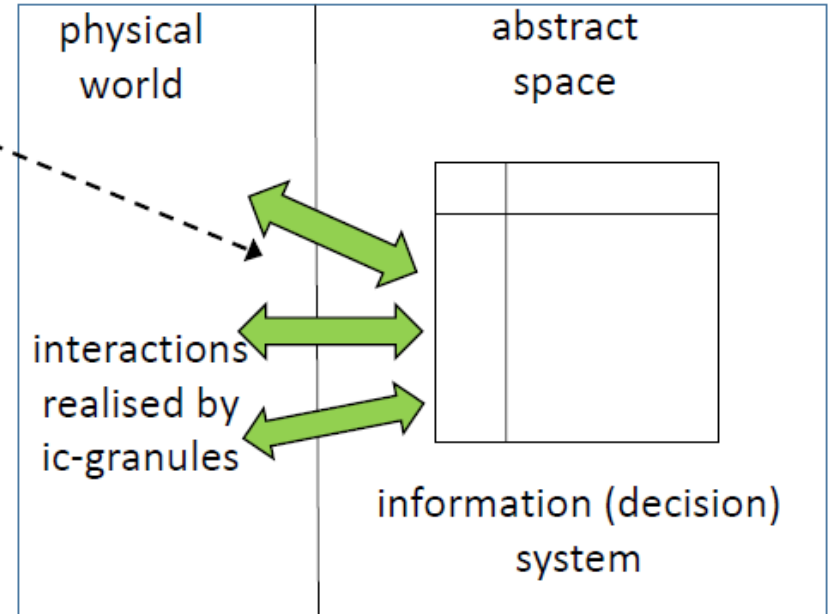 physical
world
abstract
space
interactions
realised by
ic-granules
information (decision)
system